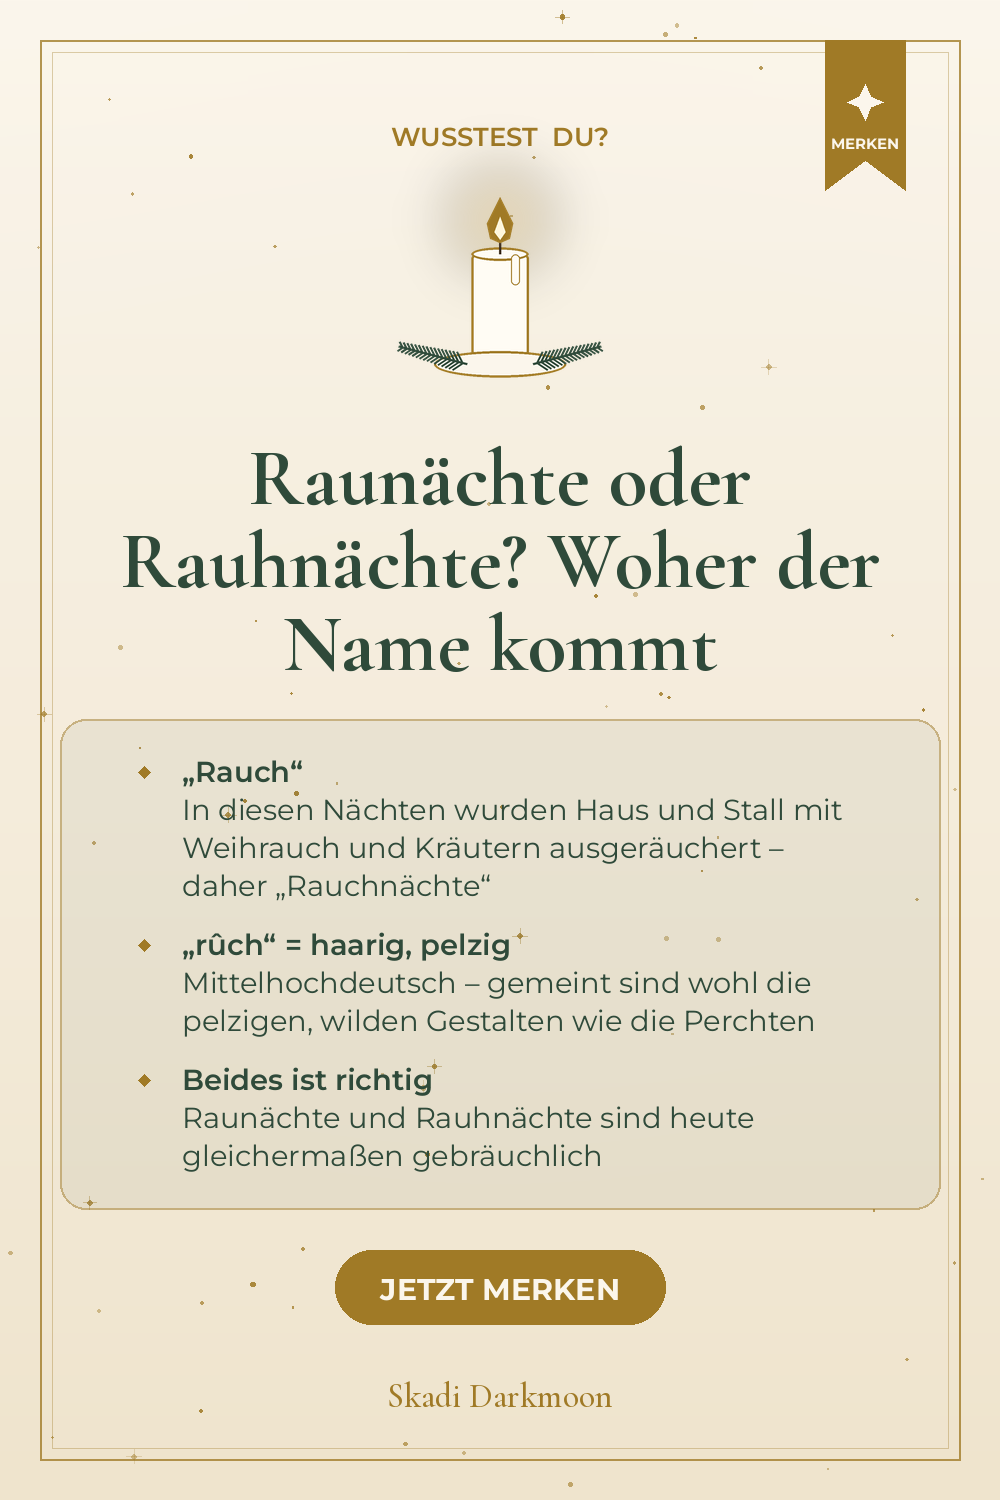 WUSSTEST DU?
MERKEN
Raunächte oder
Rauhnächte? Woher der
Name kommt
„Rauch“
In diesen Nächten wurden Haus und Stall mit
Weihrauch und Kräutern ausgeräuchert –
daher „Rauchnächte“
„rûch“ = haarig, pelzig
Mittelhochdeutsch – gemeint sind wohl die
pelzigen, wilden Gestalten wie die Perchten
Beides ist richtig
Raunächte und Rauhnächte sind heute
gleichermaßen gebräuchlich
JETZT MERKEN
Skadi Darkmoon